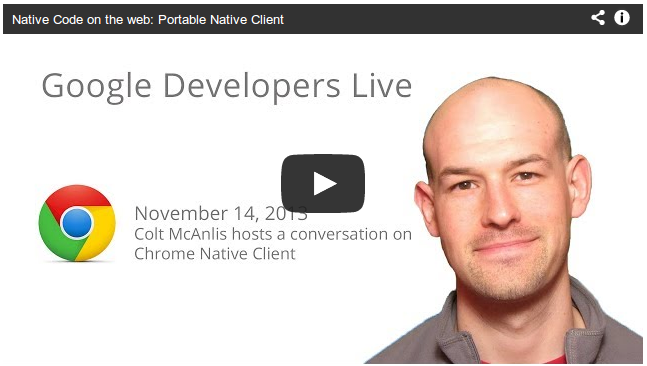 Native Code on the web: Portable Native Client
Google Developers Live
November 14, 2013
Colt McAnlis hosts a conversation on
Chrome Native Client